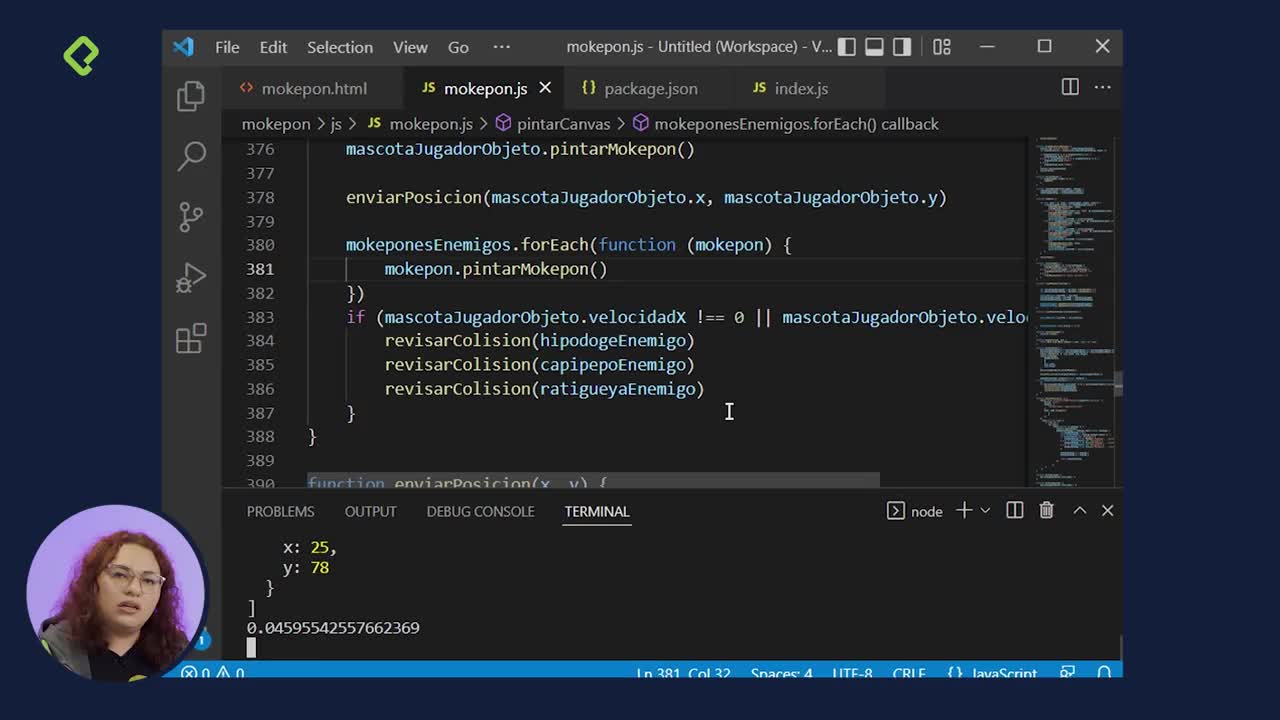 File Edit Selection View Go ··· mokepon.js - Untitled (Workspace) - V...
<> mokepon.html JS mokepon.js {} package.json JS index.js ···
mokepon > js > JS mokepon.js > pintarCanvas > mokeponesEnemigos.forEach() callback
376 mascotaJugadorObjeto.pintarMokepon()
377
378 enviarPosicion(mascotaJugadorObjeto.x, mascotaJugadorObjeto.y)
379
380 mokeponesEnemigos.forEach(function (mokepon) {
381 mokepon.pintarMokepon()
382 })
383 if (mascotaJugadorObjeto.velocidadX !== 0 || mascotaJugadorObjeto.velo
384 revisarColision(hipodogeEnemigo)
385 revisarColision(capipepoEnemigo)
386 revisarColision(ratigueyaEnemigo)
387 }
388 }
389
390 function enviarPosicion(x, y) {
PROBLEMS OUTPUT DEBUG CONSOLE TERMINAL node
x: 25,
y: 78
}
]
0.04595542557662369
1
0 0 Ln 381, Col 32 Spaces: 4 UTF-8 CRLF {} JavaScript